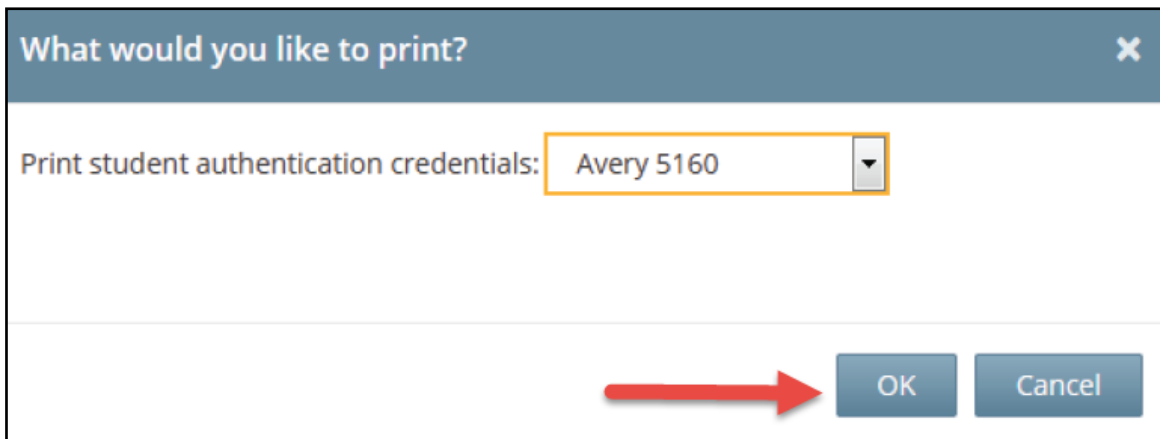 What would you like to print?
Print student authentication credentials: Avery 5160
OK Cancel